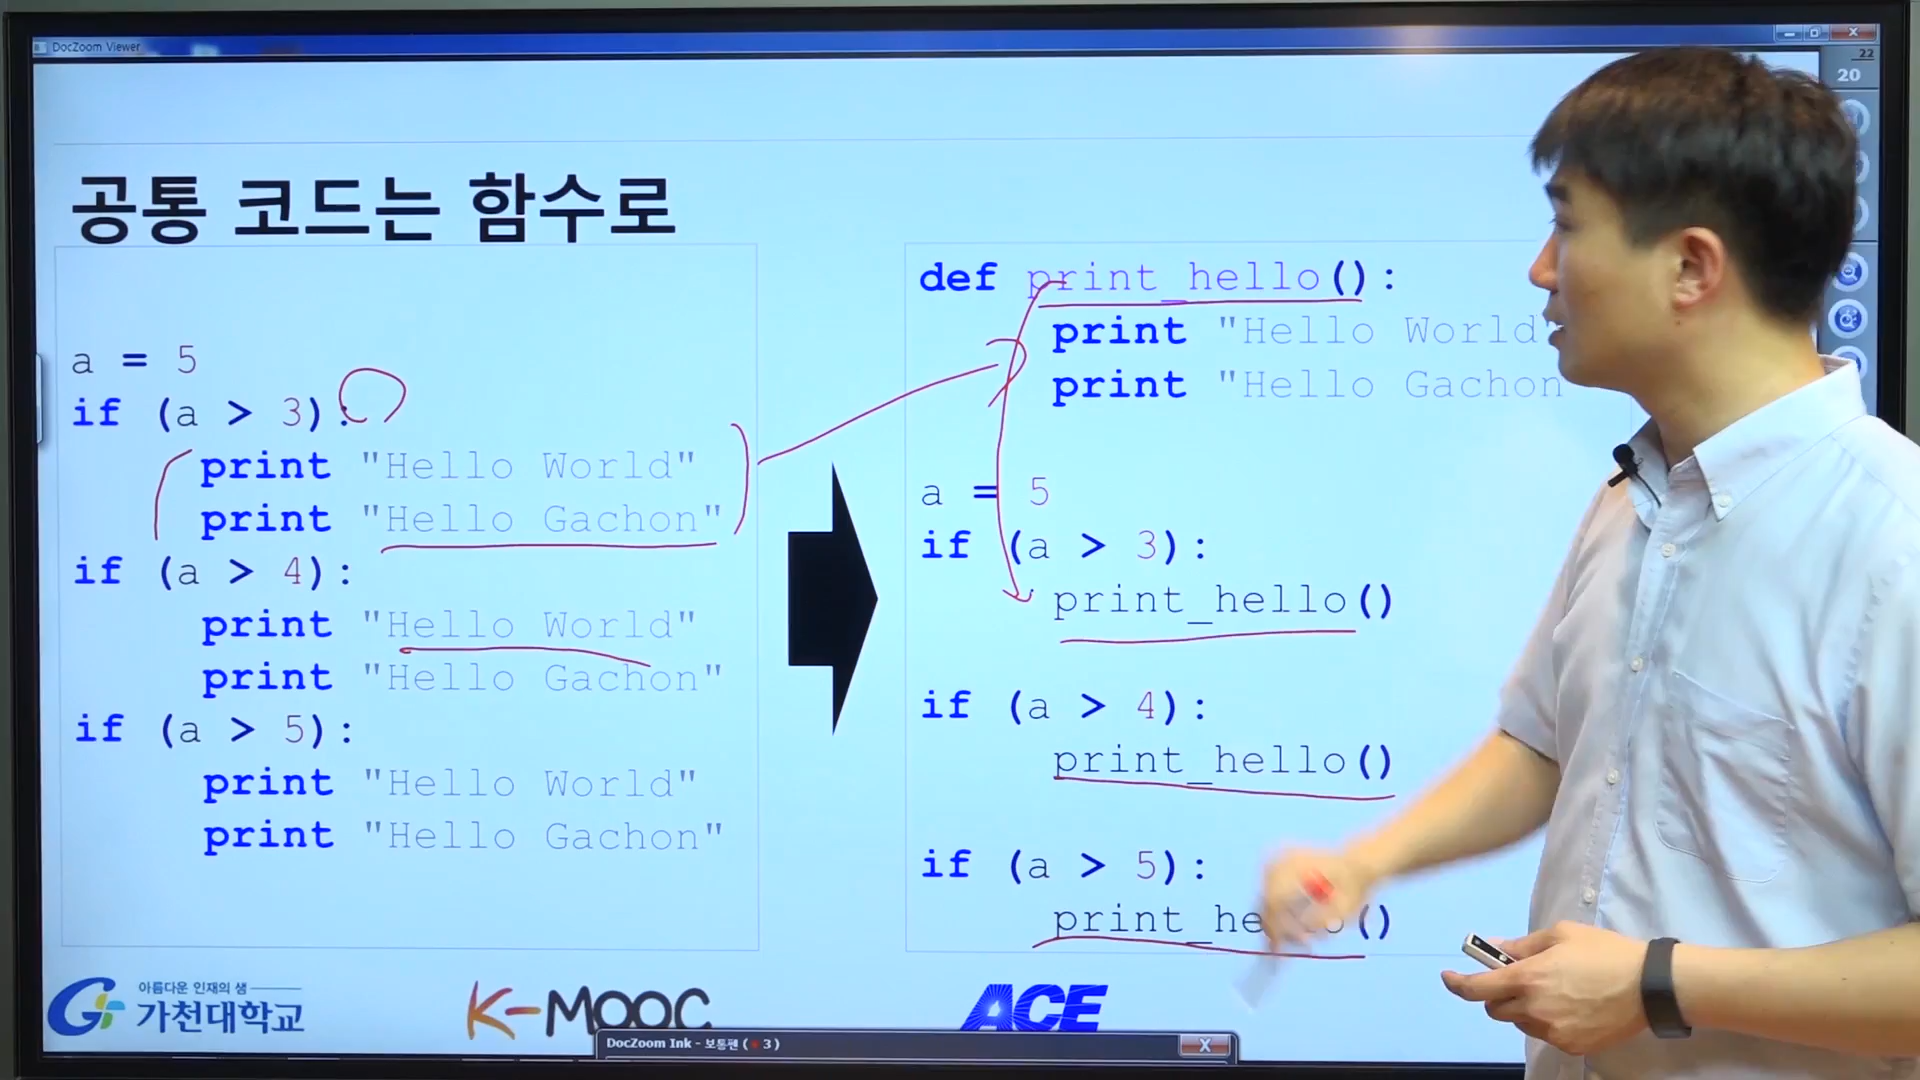 DocZoom Viewer
22
20
공통 코드는 함수로
a = 5
if (a > 3):
print "Hello World"
print "Hello Gachon"
if (a > 4):
print "Hello World"
print "Hello Gachon"
if (a > 5):
print "Hello World"
print "Hello Gachon"
def print_hello():
print "Hello World
print "Hello Gachon
a = 5
if (a > 3):
print_hello()
if (a > 4):
print_hello()
if (a > 5):
print_hello()
아름다운 인재의 샘
가천대학교
K-MOOC
ACE
DocZoom Ink - 보통펜 ( 3 )